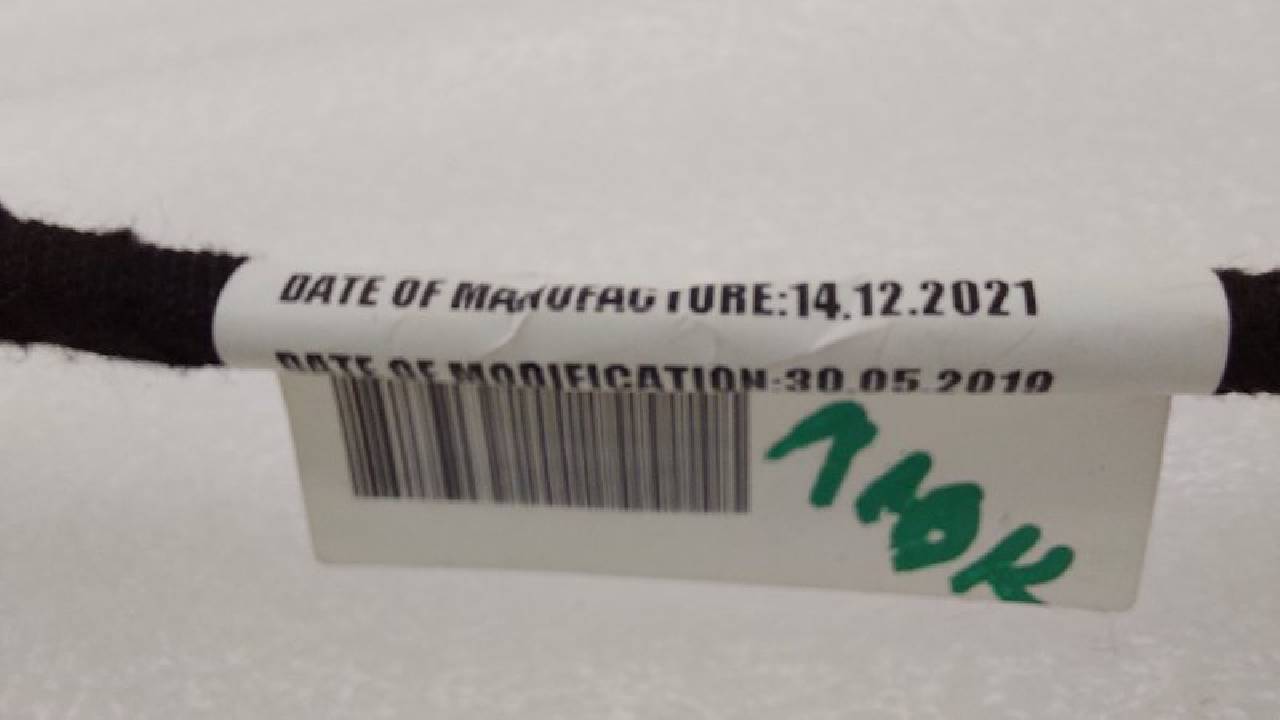 DATE OF MANUFACTURE:14.12.2021
DATE OF MODIFICATION:30.05.2019